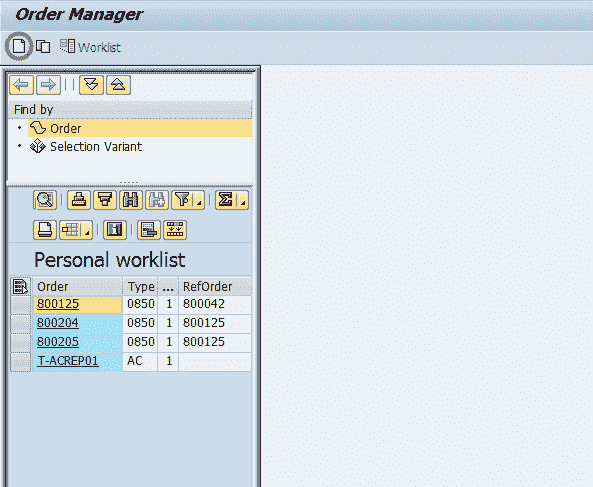 Order Manager
Worklist
Find by
• Order
• Selection Variant
Personal worklist
Order Type ... RefOrder
800125 0850 1 800042
800204 0850 1 800125
800205 0850 1 800125
T-ACREP01 AC 1